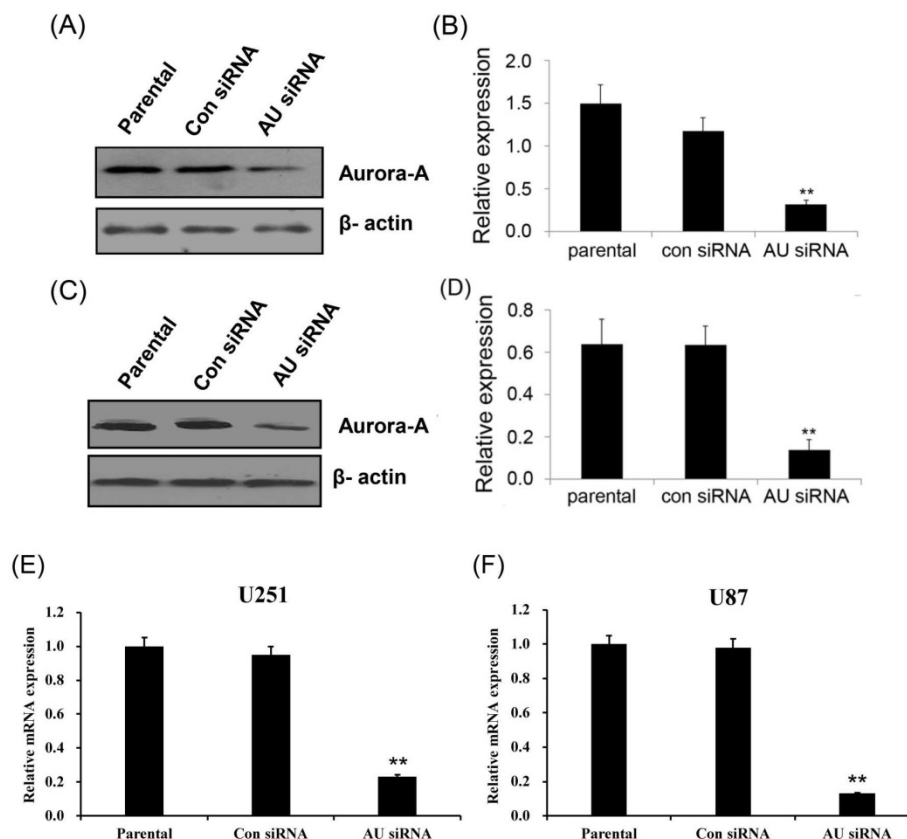 (A)
Parental
Con siRNA
AU siRNA
Aurora-A
β- actin
(B)
Relative expression
2.0
1.5
1.0
0.5
0.0
parental con siRNA AU siRNA
**
(C)
Parental
Con siRNA
AU siRNA
Aurora-A
β- actin
(D)
Relative expression
0.8
0.6
0.4
0.2
0.0
parental con siRNA AU siRNA
**
(E)
U251
Relative mRNA expression
1.2
1.0
0.8
0.6
0.4
0.2
0.0
Parental Con siRNA AU siRNA
**
(F)
U87
Relative mRNA expression
1.2
1.0
0.8
0.6
0.4
0.2
0.0
Parental Con siRNA AU siRNA
**